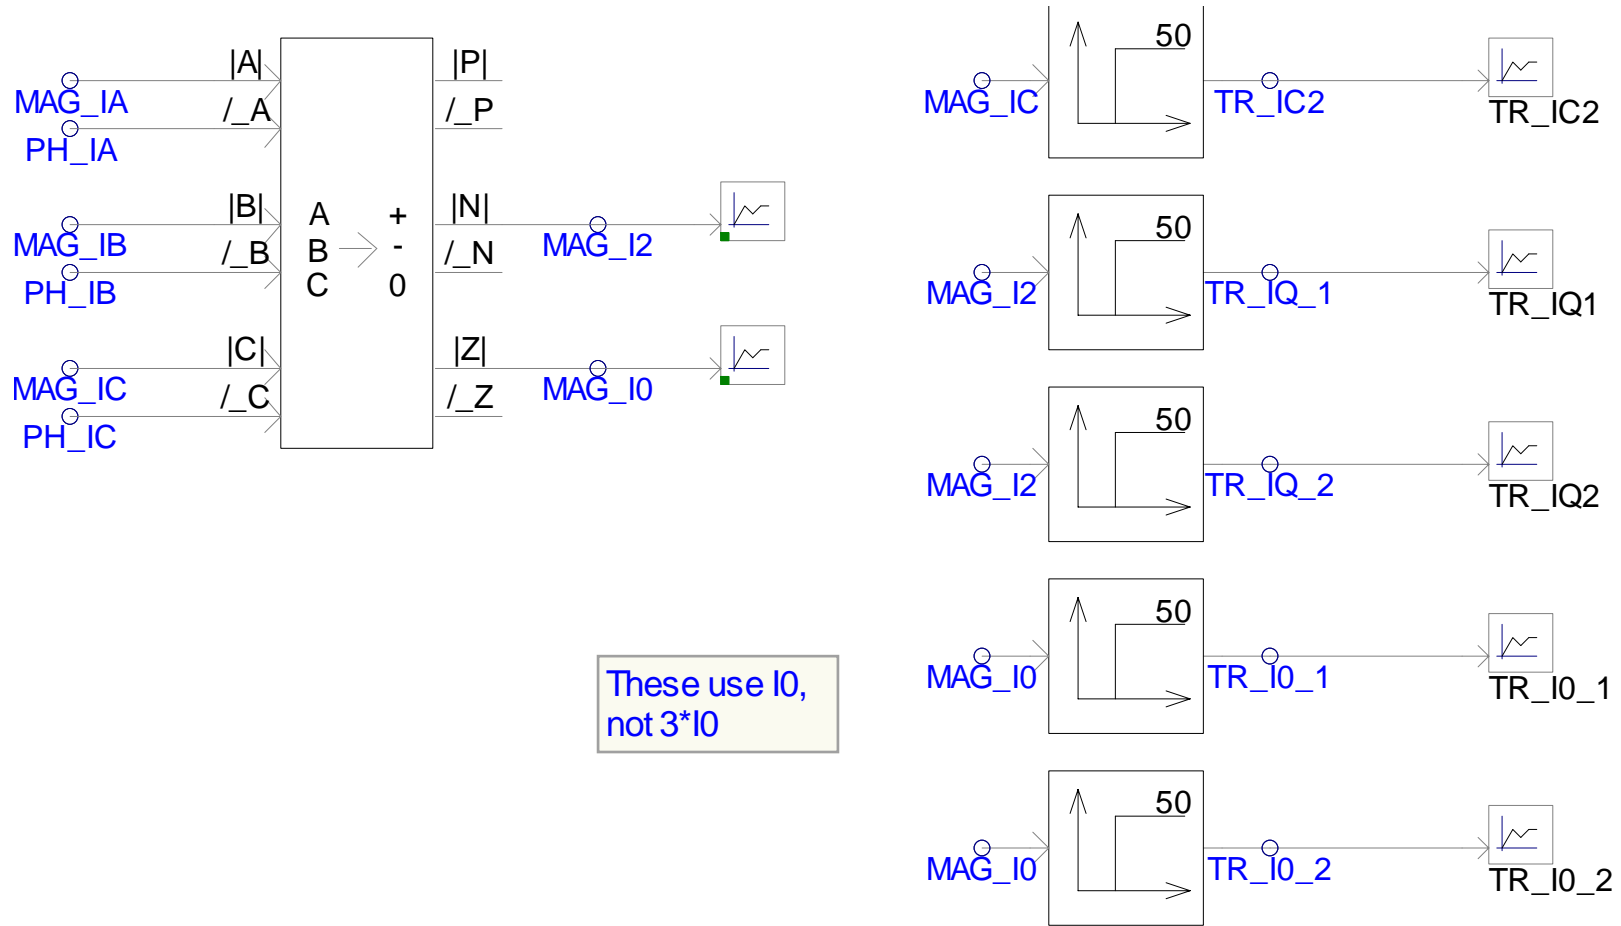 |A|
MAG_IA
/_A
PH_IA
|B|
MAG_IB
/_B
PH_IB
|C|
MAG_IC
/_C
PH_IC
A +
B -
C 0
|P|
/_P
|N|
MAG_I2
/_N
|Z|
MAG_I0
/_Z
These use I0,
not 3*I0
50
MAG_IC
TR_IC2
TR_IC2
50
MAG_I2
TR_IQ_1
TR_IQ1
50
MAG_I2
TR_IQ_2
TR_IQ2
50
MAG_I0
TR_I0_1
TR_I0_1
50
MAG_I0
TR_I0_2
TR_I0_2